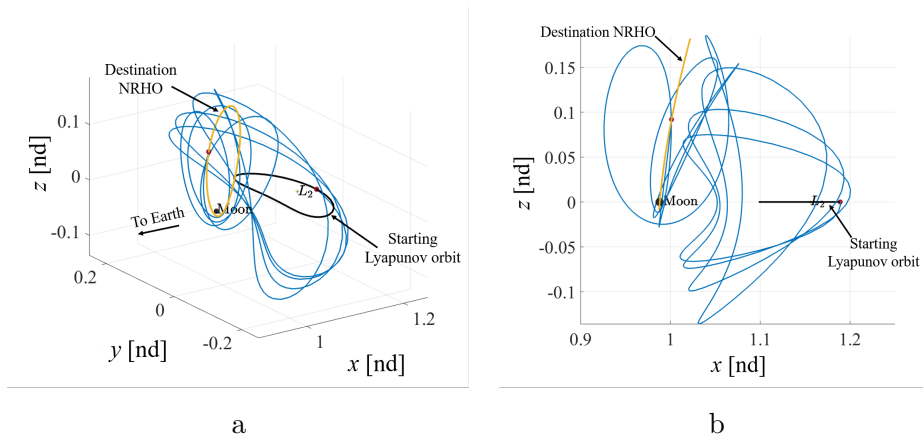 Destination
NRHO
0.1
0
-0.1
z [nd]
To Earth
Moon
L2
Starting
Lyapunov orbit
0.2
0
-0.2
y [nd]
1
1.2
x [nd]
a
Destination NRHO
0.15
0.1
0.05
0
-0.05
-0.1
z [nd]
Moon
L2
Starting
Lyapunov orbit
0.9
1
1.1
1.2
x [nd]
b